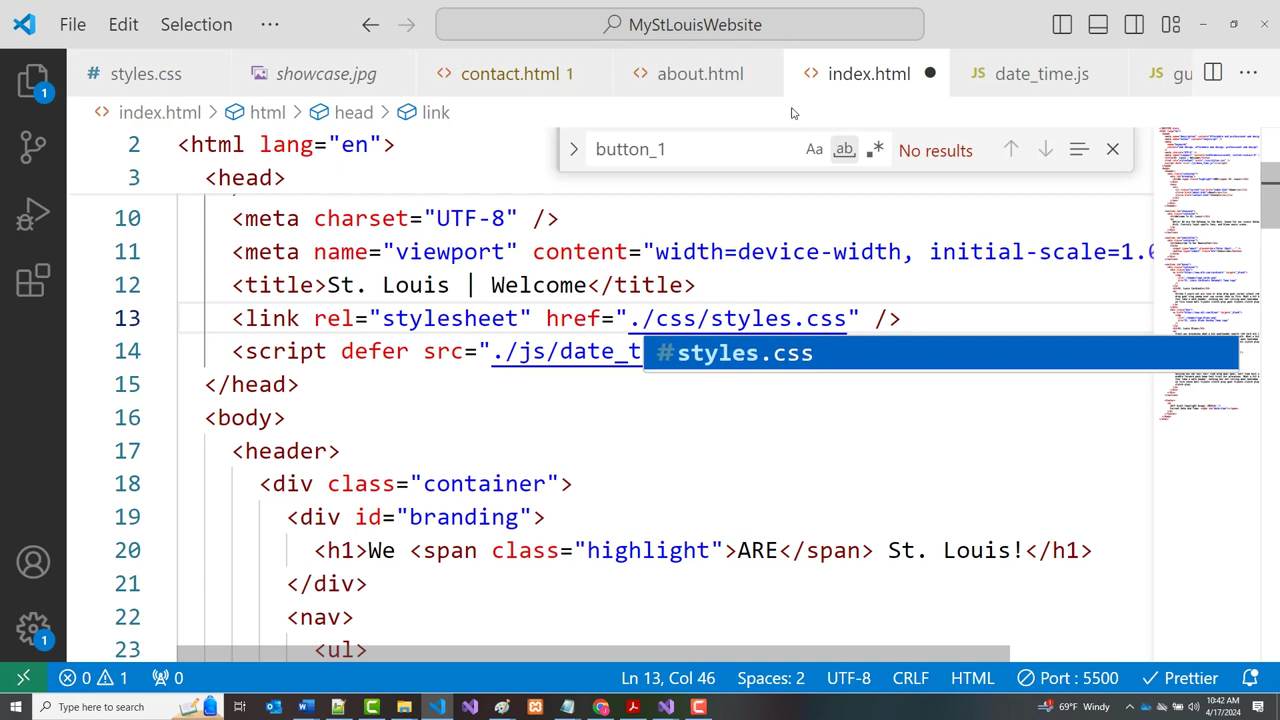 File Edit Selection ··· MyStLouisWebsite
# styles.css showcase.jpg <> contact.html 1 <> about.html <> index.html JS date_time.js JS gu ···
<> index.html > html > head > link
button_1 Aa ab .* No results
2 <html lang="en">
3 <head>
10 <meta charset="UTF-8" />
11 <meta name="viewport" content="width=device-width, initial-scale=1.0
12 <title>St. Louis | Welcome</title>
13 <link rel="stylesheet" href="./css/styles.css" />
14 <script defer src="./js/date_t
#styles.css
15 </head>
16 <body>
17 <header>
18 <div class="container">
19 <div id="branding">
20 <h1>We <span class="highlight">ARE</span> St. Louis!</h1>
21 </div>
22 <nav>
23 <ul>
1
1
0 1 0 Ln 13, Col 46 Spaces: 2 UTF-8 CRLF HTML Port : 5500 Prettier
Type here to search 69°F Windy 10:42 AM
4/17/2024